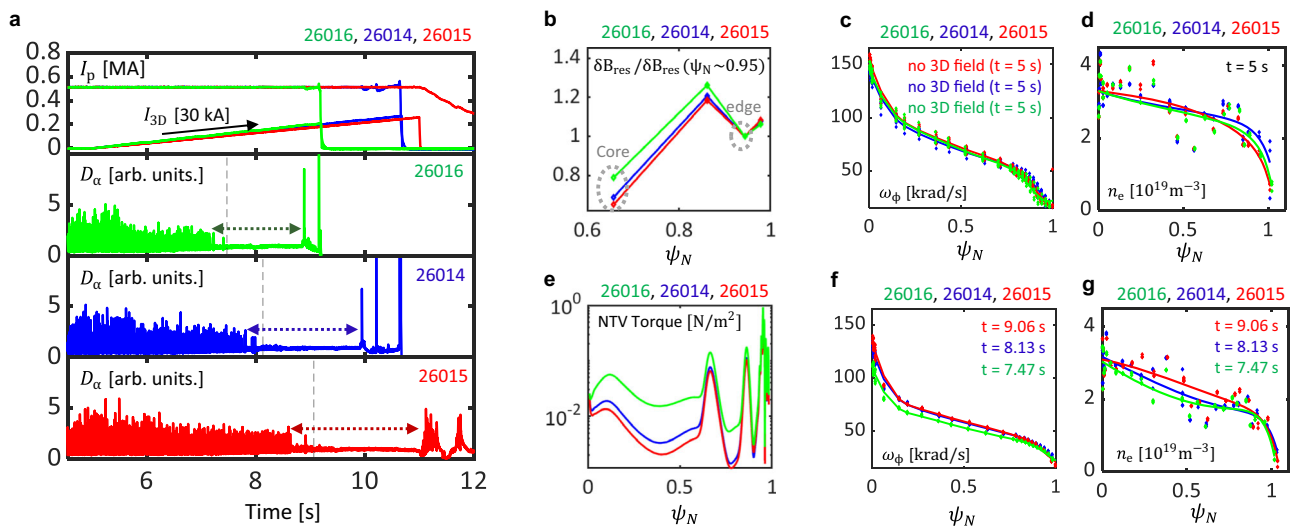 a
26016, 26014, 26015
I_p [MA]
I_3D [30 kA]
0.8
0.6
0.4
0.2
0
D_α [arb. units.]
26016
5
0
D_α [arb. units.]
26014
5
0
D_α [arb. units.]
26015
5
0
6 8 10 12
Time [s]
b
26016, 26014, 26015
δB_res/δB_res (ψ_N~0.95)
1.4
1.2
1
0.8
Core
edge
0.6 0.8 1
ψ_N
c
26016, 26014, 26015
no 3D field (t = 5 s)
no 3D field (t = 5 s)
no 3D field (t = 5 s)
150
100
50
ω_ϕ [krad/s]
0 0.5 1
ψ_N
d
26016, 26014, 26015
t = 5 s
4
2
0
n_e [10^19 m^−3]
0 0.5 1
ψ_N
e
26016, 26014, 26015
10^0
NTV Torque [N/m^2]
10^−2
0 0.5 1
ψ_N
f
26016, 26014, 26015
t = 9.06 s
t = 8.13 s
t = 7.47 s
150
100
50
ω_ϕ [krad/s]
0 0.5 1
ψ_N
g
26016, 26014, 26015
t = 9.06 s
t = 8.13 s
t = 7.47 s
4
2
0
n_e [10^19 m^−3]
0 0.5 1
ψ_N